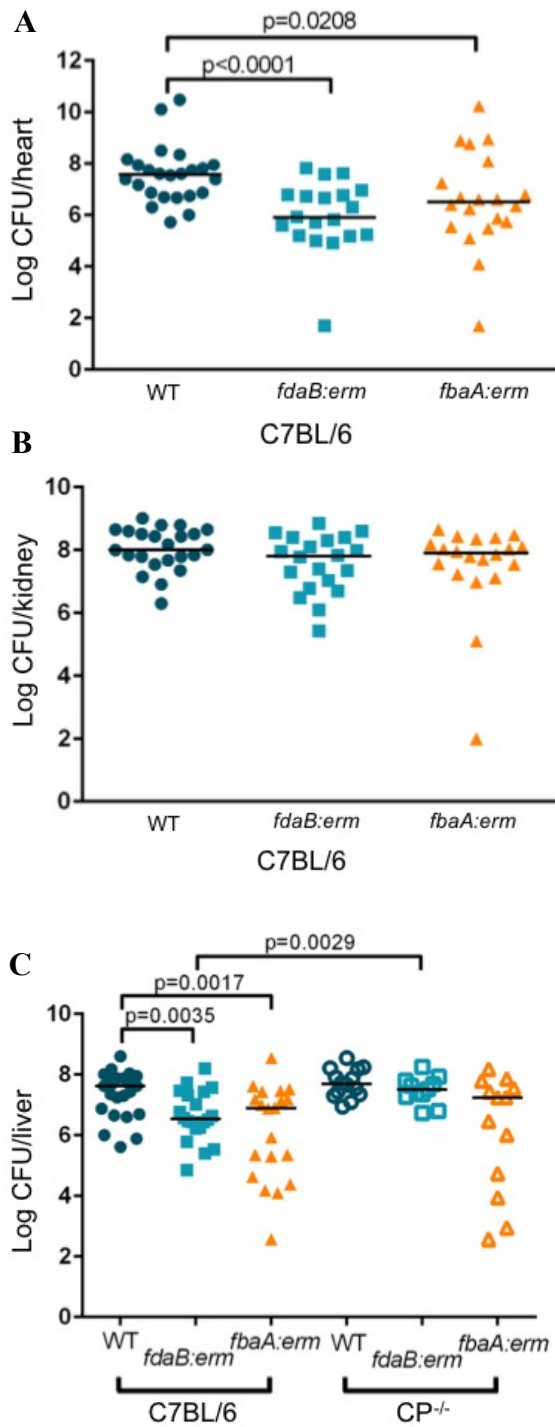 A
p=0.0208
p<0.0001
12
10
8
6
4
2
0
Log CFU/heart
WT fdaB:erm fbaA:erm
C7BL/6
B
10
8
6
4
2
0
Log CFU/kidney
WT fdaB:erm fbaA:erm
C7BL/6
C
p=0.0029
p=0.0017
p=0.0035
10
8
6
4
2
0
Log CFU/liver
WT fdaB:erm fbaA:erm WT fdaB:erm fbaA:erm
C7BL/6 CP-/-